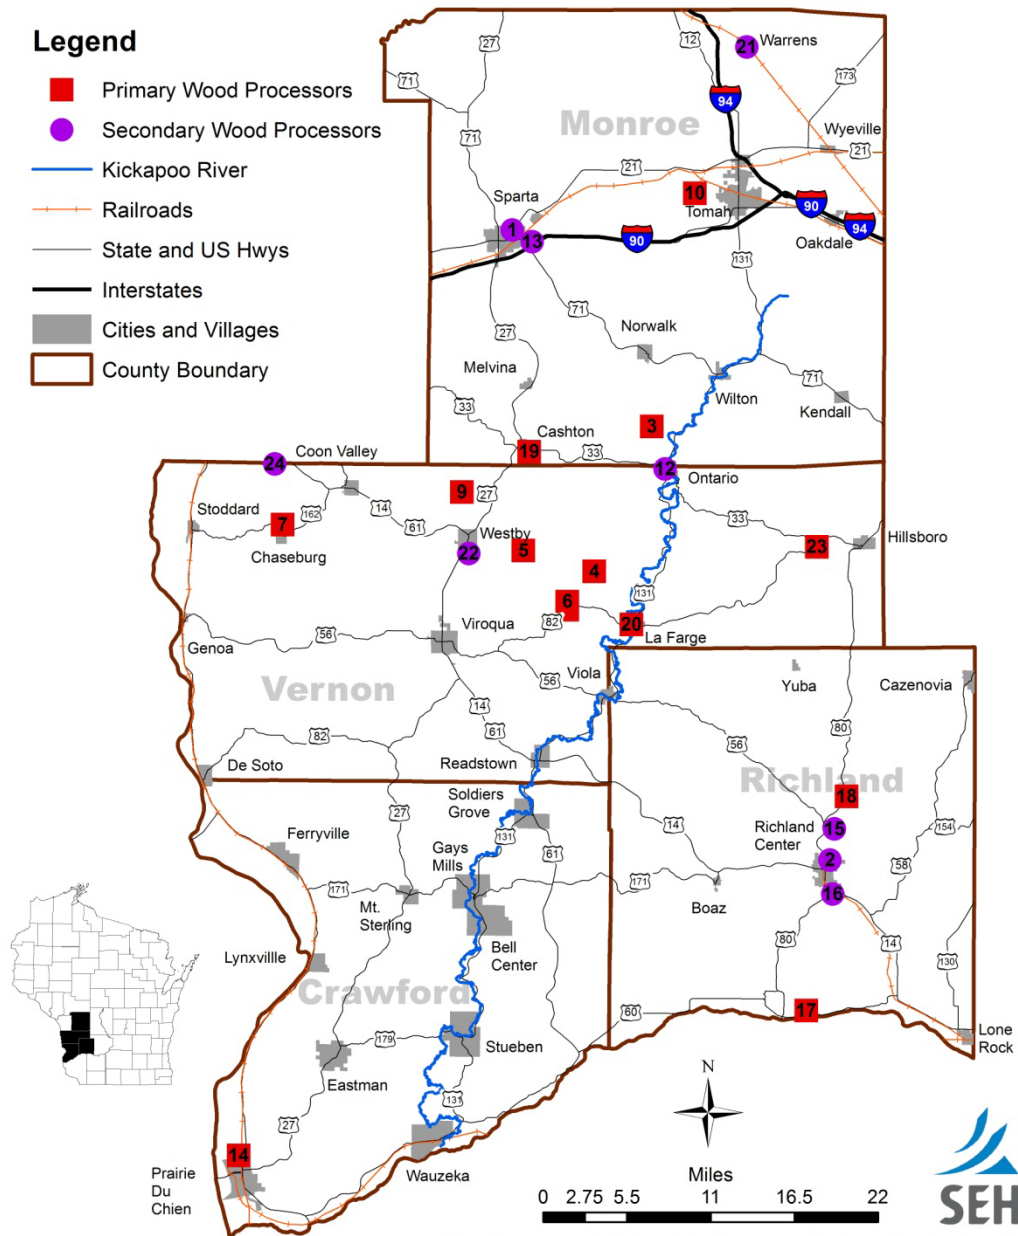 Legend
Primary Wood Processors
Secondary Wood Processors
Kickapoo River
Railroads
State and US Hwys
Interstates
Cities and Villages
County Boundary
27
12
21
Warrens
71
173
94
Monroe
71
Wyeville
21
21
Sparta
10
Tomah
90
1
13
90
Oakdale
94
131
71
Norwalk
27
Melvina
Wilton
71
Kendall
33
3
Cashton
19
33
24
Coon Valley
12
Ontario
9
27
Stoddard
7
162
14
61
Westby
33
Hillsboro
Chaseburg
22
5
23
4
131
6
82
20
La Farge
Viroqua
56
Genoa
Viola
56
Yuba
Cazenovia
Vernon
14
80
82
61
56
De Soto
Readstown
Richland
18
Soldiers
Grove
27
131
14
Richland
Center
15
154
Ferryville
Gays
Mills
61
2
58
171
171
Boaz
16
Mt.
Sterling
80
14
Bell
Center
130
Lynxvillle
Crawford
60
17
179
Stueben
Lone
Rock
Eastman
N
131
27
14
Wauzeka
Prairie
Du
Chien
Miles
0 2.75 5.5 11 16.5 22
SEH